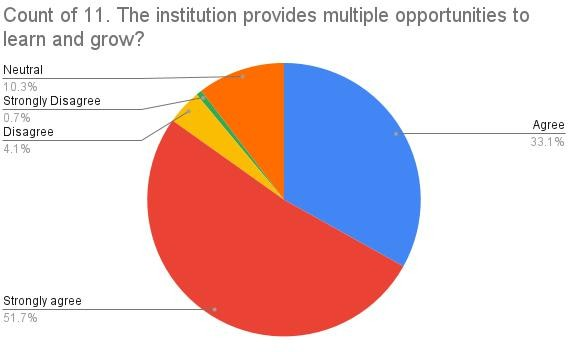 Count of 11. The institution provides multiple opportunities to
learn and grow?
Neutral
10.3%
Strongly Disagree
0.7%
Disagree
4.1%
Agree
33.1%
Strongly agree
51.7%